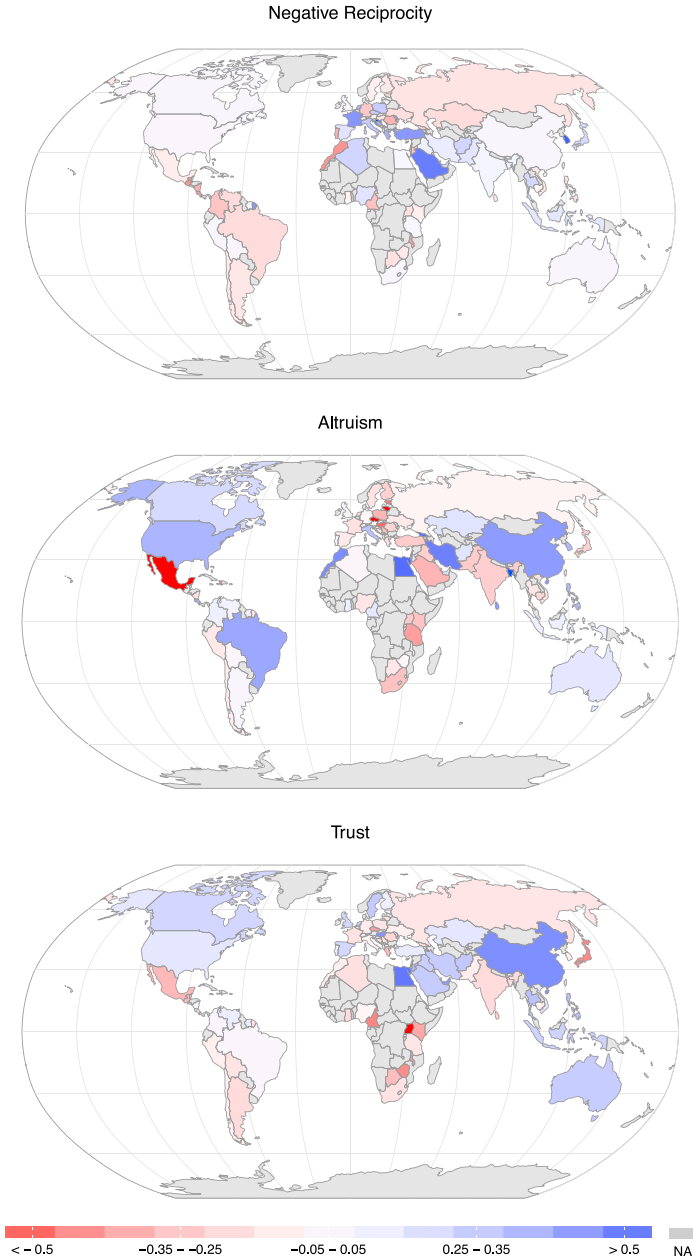 Negative Reciprocity
Altruism
Trust
< − 0.5
−0.35 − −0.25
−0.05 − 0.05
0.25 − 0.35
> 0.5
NA